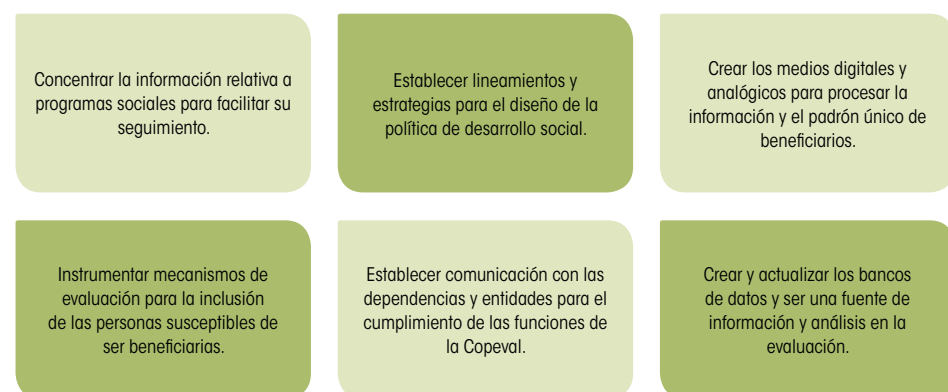 Concentrar la información relativa a
programas sociales para facilitar su
seguimiento.
Establecer lineamientos y
estrategias para el diseño de la
política de desarrollo social.
Crear los medios digitales y
analógicos para procesar la
información y el padrón único de
beneficiarios.
Instrumentar mecanismos de
evaluación para la inclusión
de las personas susceptibles de
ser beneficiarias.
Establecer comunicación con las
dependencias y entidades para el
cumplimiento de las funciones de
la Copeval.
Crear y actualizar los bancos
de datos y ser una fuente de
información y análisis en la
evaluación.